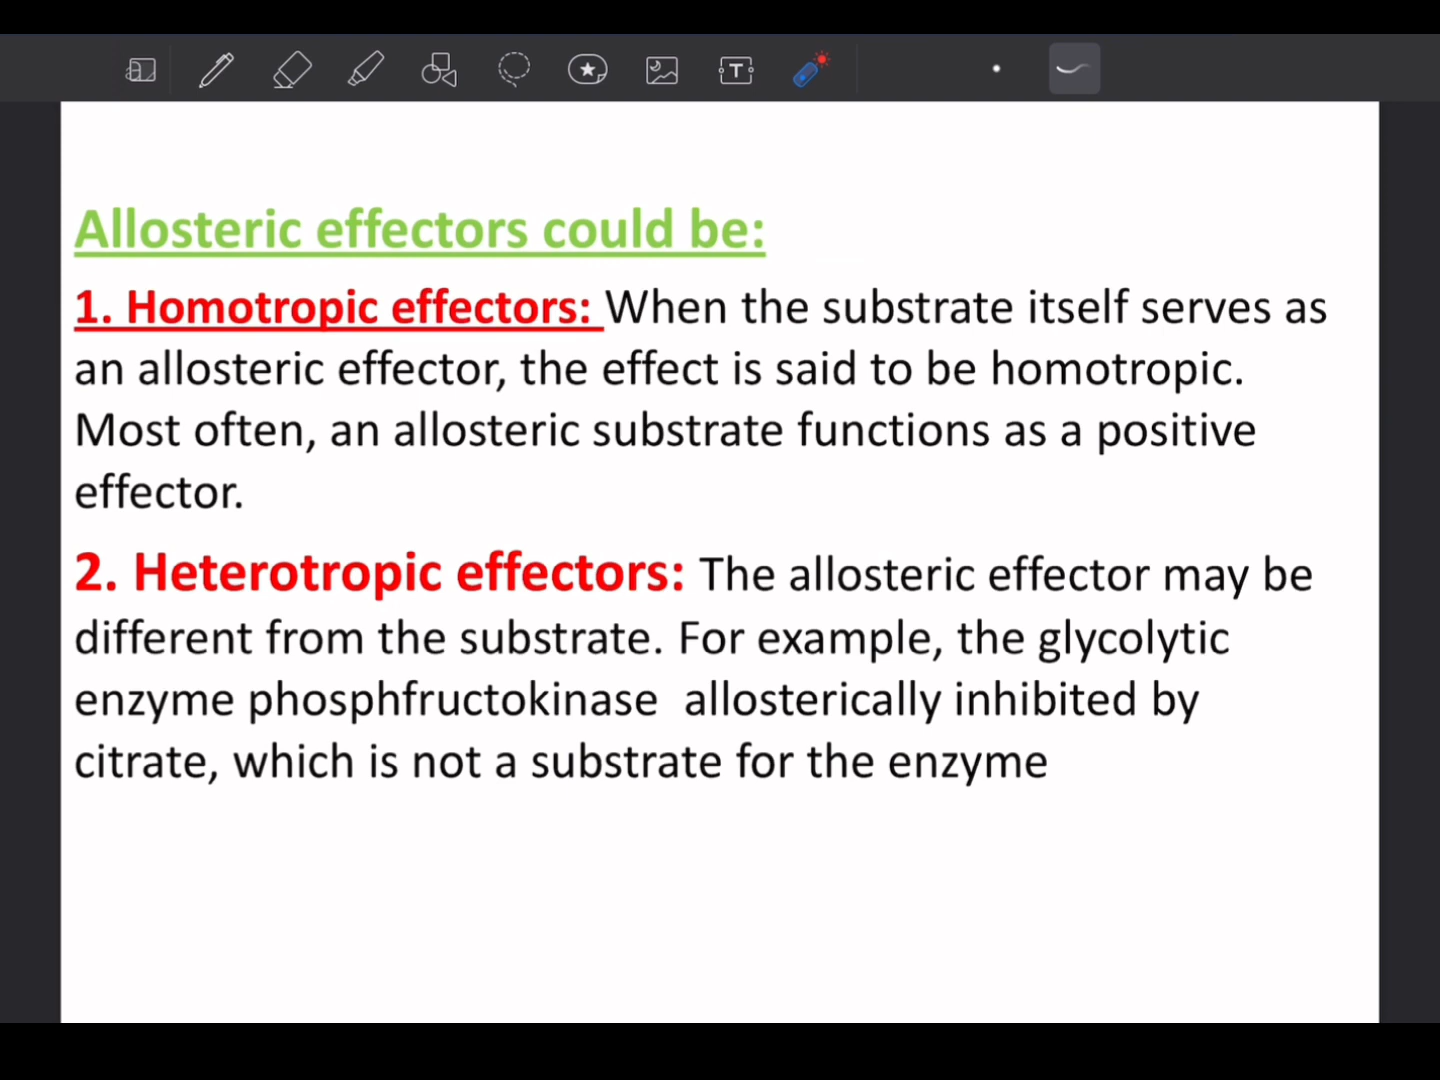 Allosteric effectors could be:
1. Homotropic effectors: When the substrate itself serves as
an allosteric effector, the effect is said to be homotropic.
Most often, an allosteric substrate functions as a positive
effector.
2. Heterotropic effectors: The allosteric effector may be
different from the substrate. For example, the glycolytic
enzyme phosphfructokinase  allosterically inhibited by
citrate, which is not a substrate for the enzyme